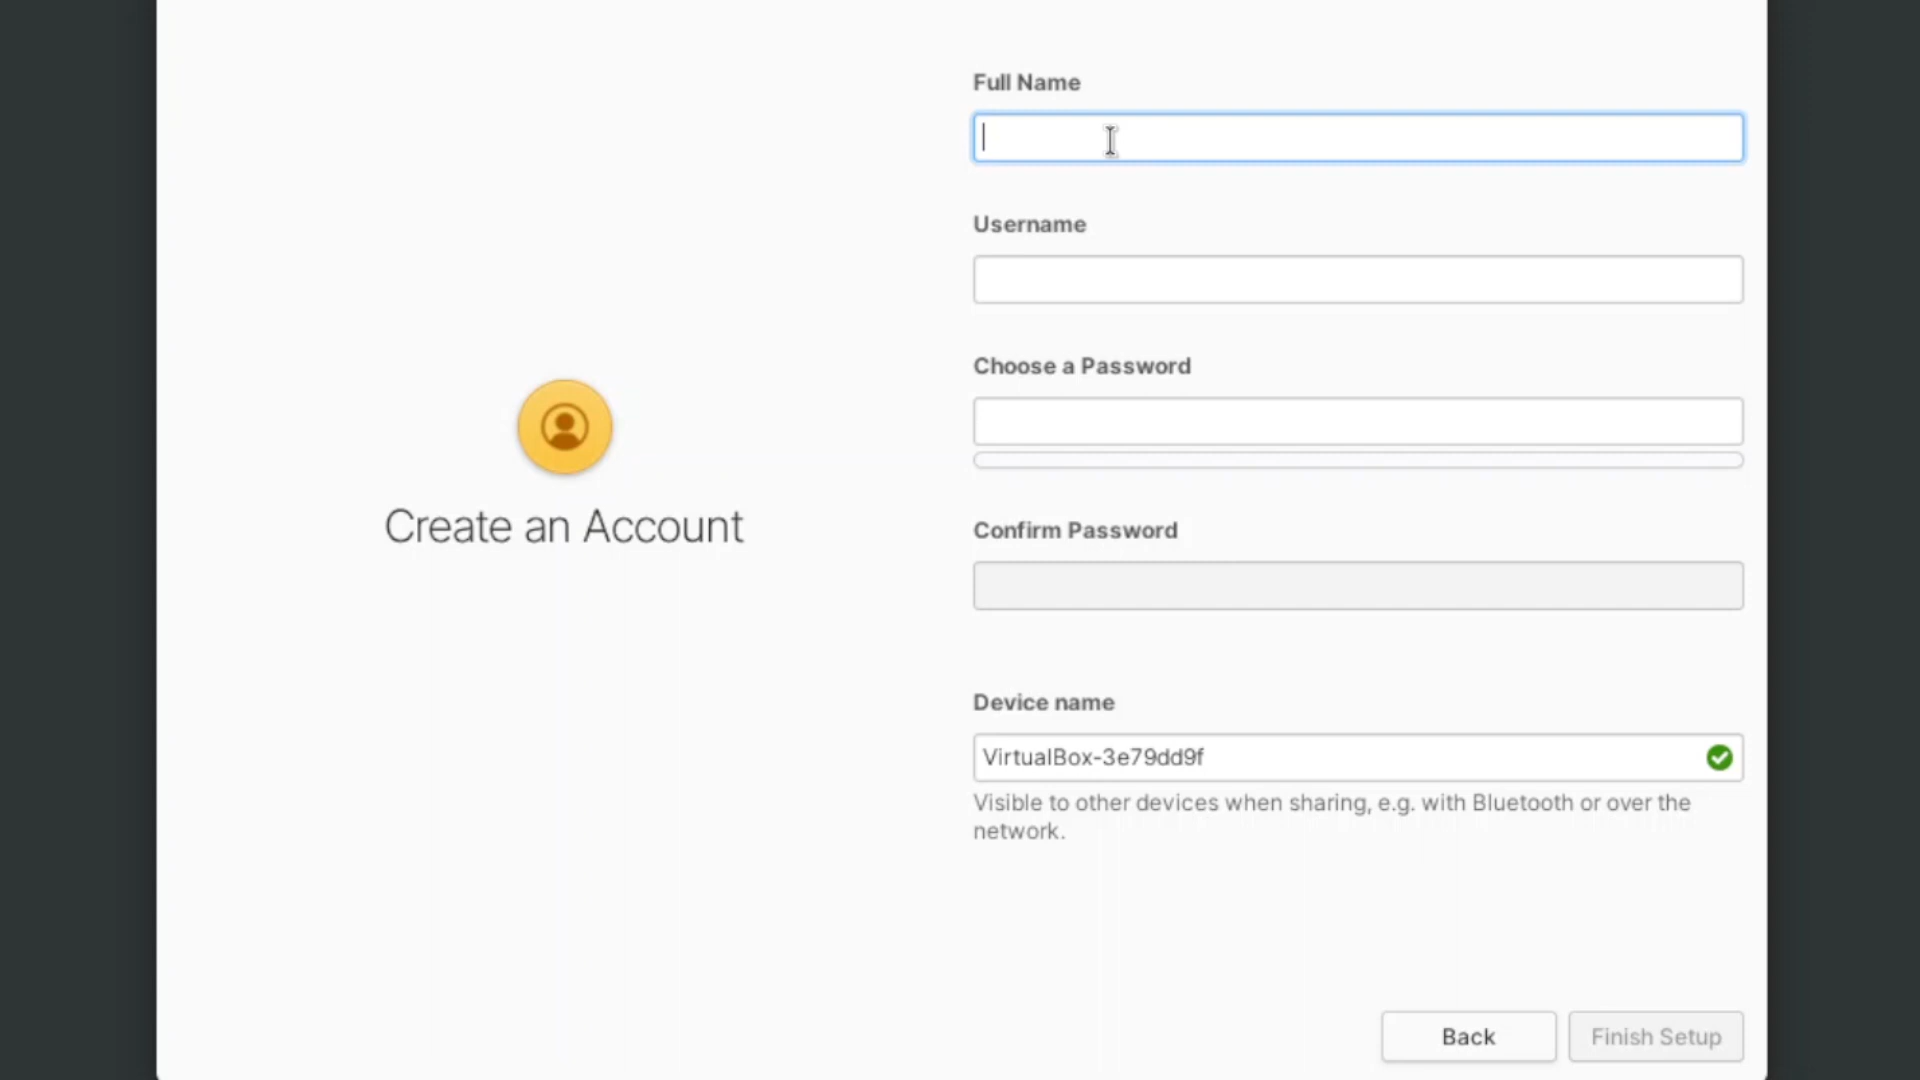 Create an Account
Full Name
Username
Choose a Password
Confirm Password
Device name
VirtualBox-3e79dd9f
Visible to other devices when sharing, e.g. with Bluetooth or over the
network.
Back
Finish Setup